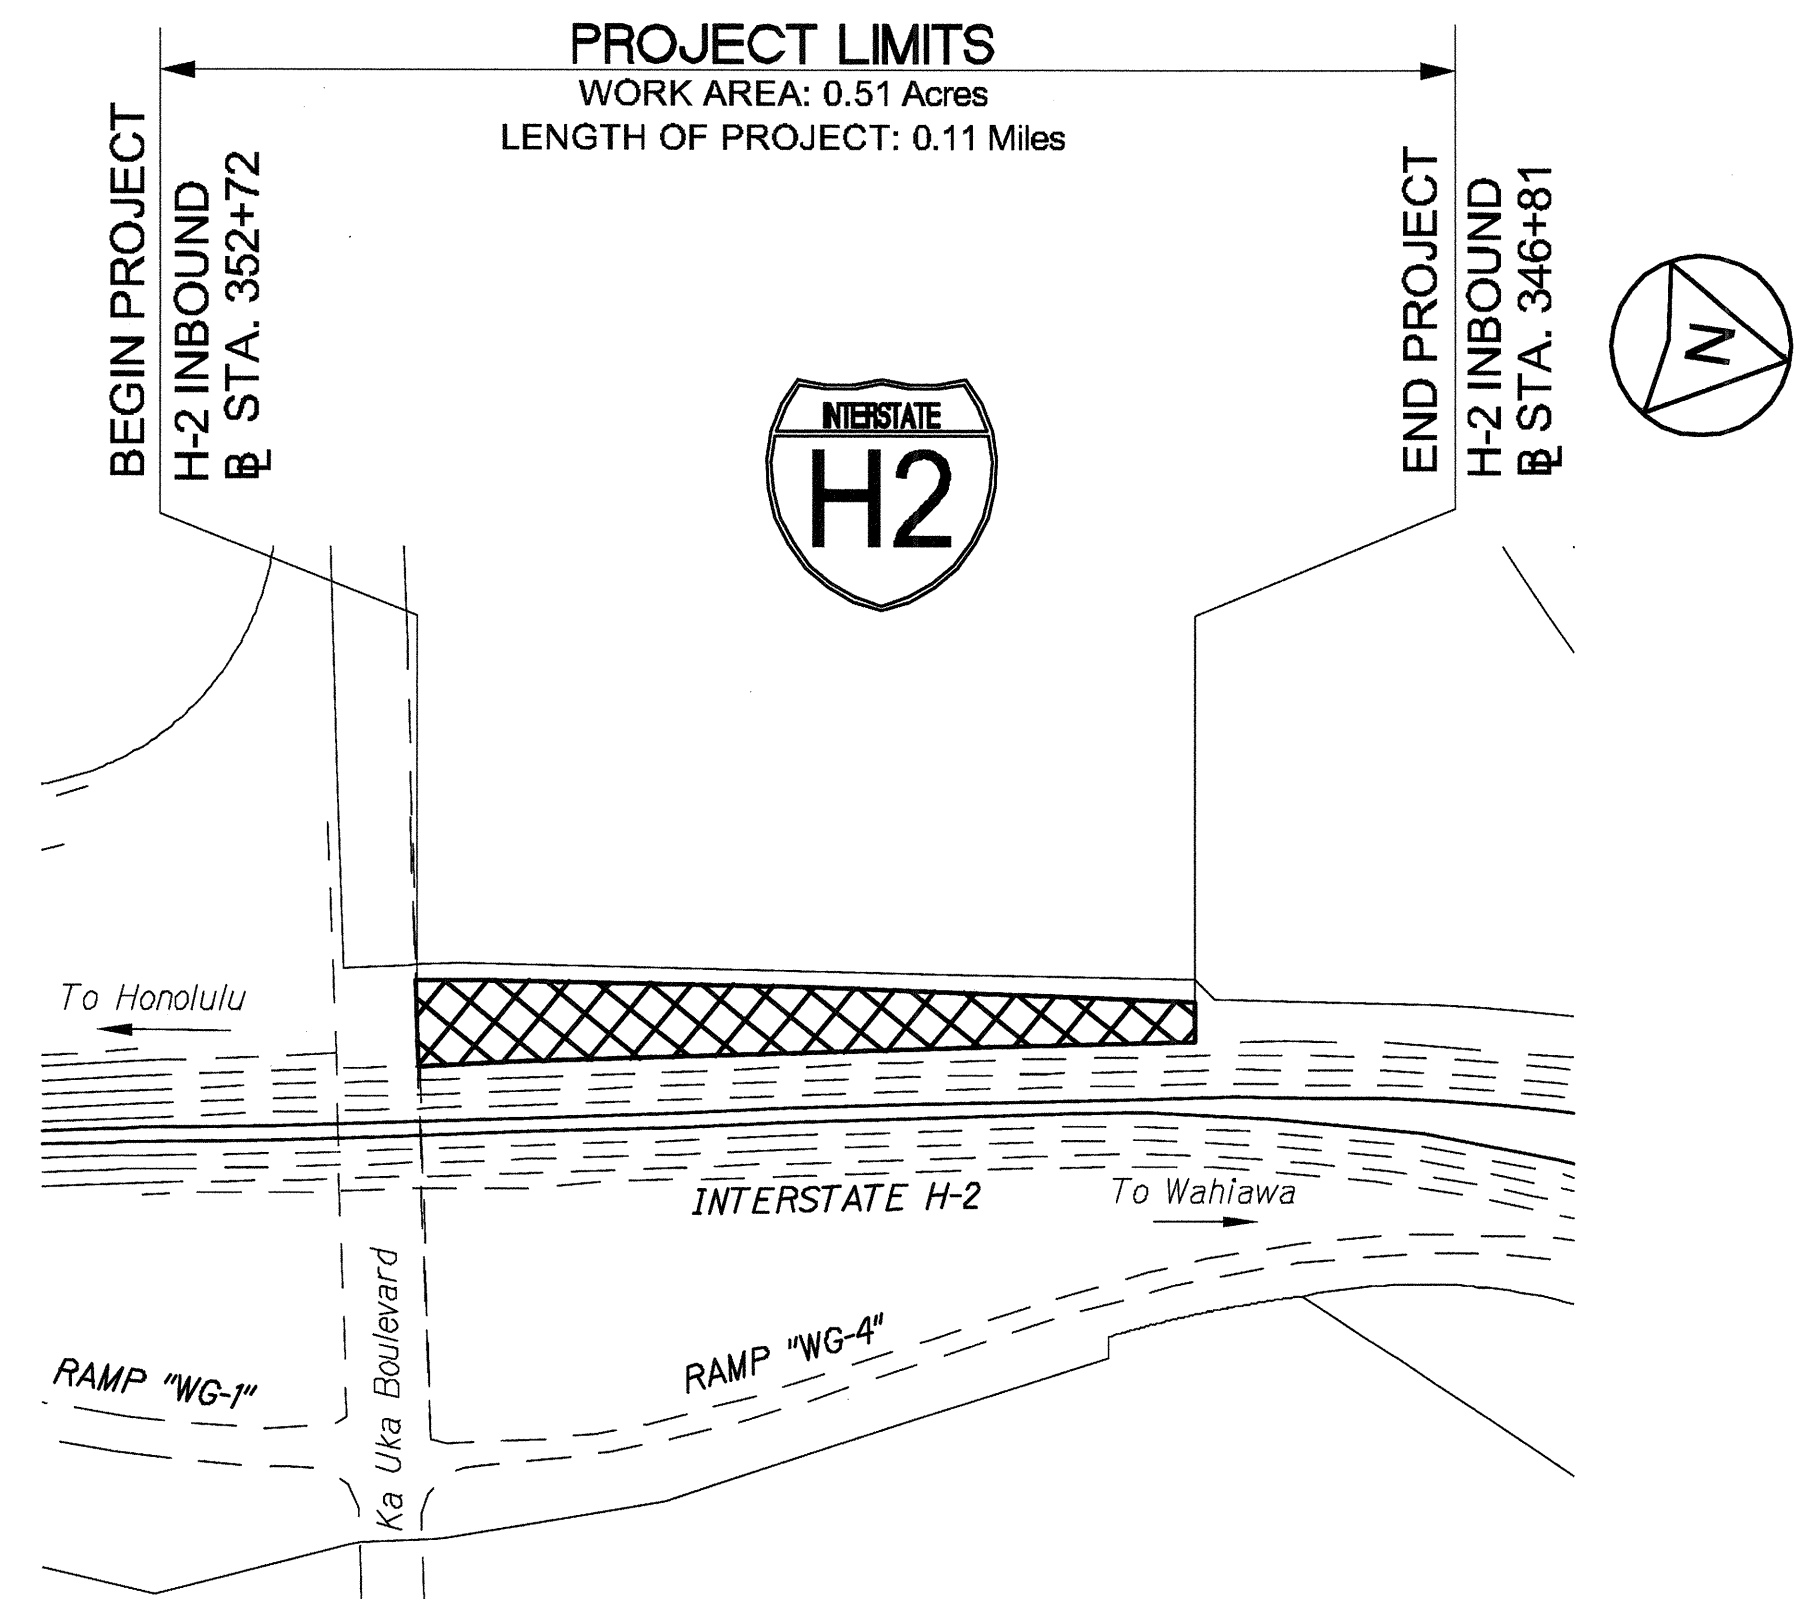 PROJECT LIMITS
WORK AREA: 0.51 Acres
LENGTH OF PROJECT: 0.11 Miles
BEGIN PROJECT
H-2 INBOUND
BL STA. 352+72
END PROJECT
H-2 INBOUND
BL STA. 346+81
N
INTERSTATE
H2
To Honolulu
INTERSTATE H-2
To Wahiawa
Ka Uka Boulevard
RAMP "WG-4"
RAMP "WG-1"